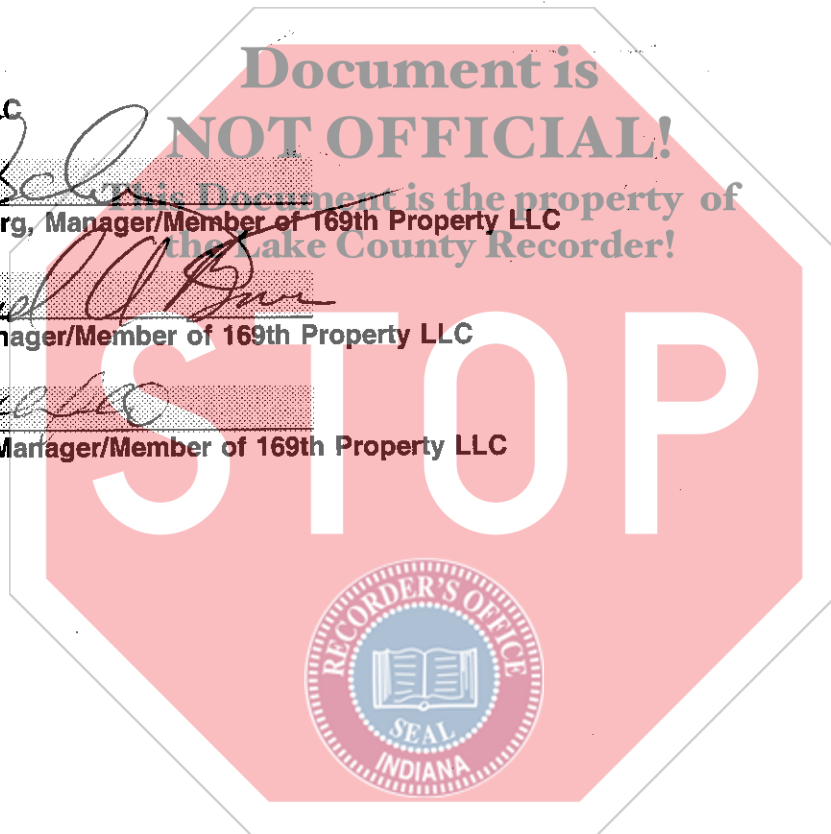 Document is
NOT OFFICIAL!
C
This Document is the property of
rg, Manager/Member of 169th Property LLC
the Lake County Recorder!
nager/Member of 169th Property LLC
Manager/Member of 169th Property LLC
STOP
RECORDER'S OFFICE
SEAL
INDIANA